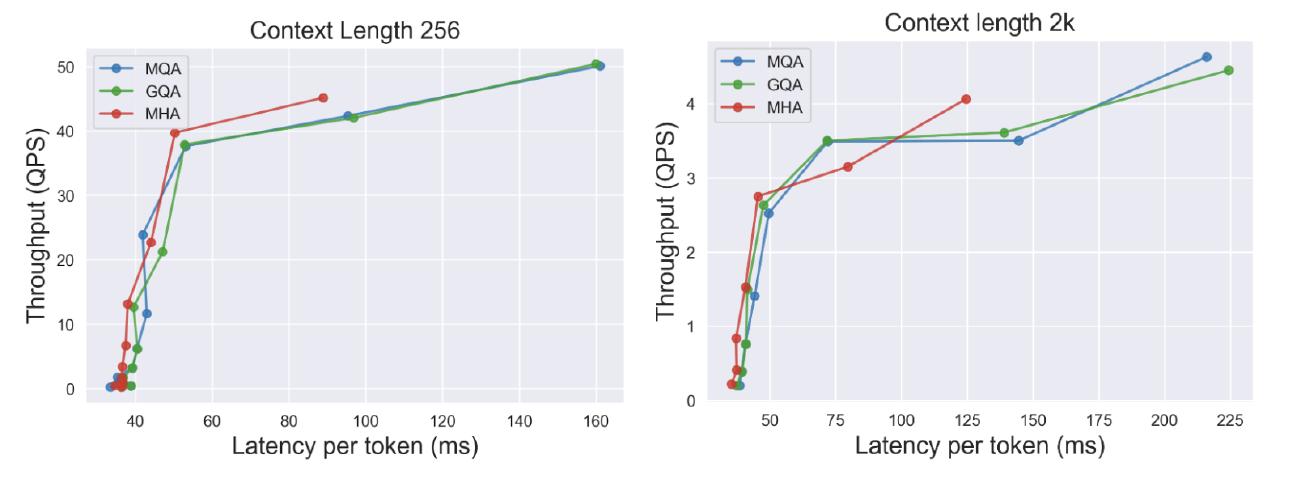 Context Length 256
MQA
GQA
MHA
50
40
30
20
10
0
Throughput (QPS)
40 60 80 100 120 140 160
Latency per token (ms)
Context length 2k
MQA
GQA
MHA
4
3
2
1
0
Throughput (QPS)
50 75 100 125 150 175 200 225
Latency per token (ms)